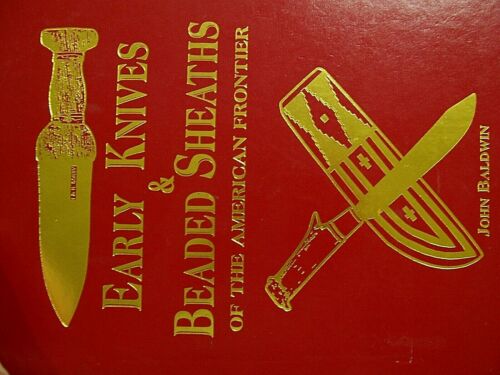 EARLY KNIVES
&
BEADED SHEATHS
OF THE AMERICAN FRONTIER
JOHN BALDWIN